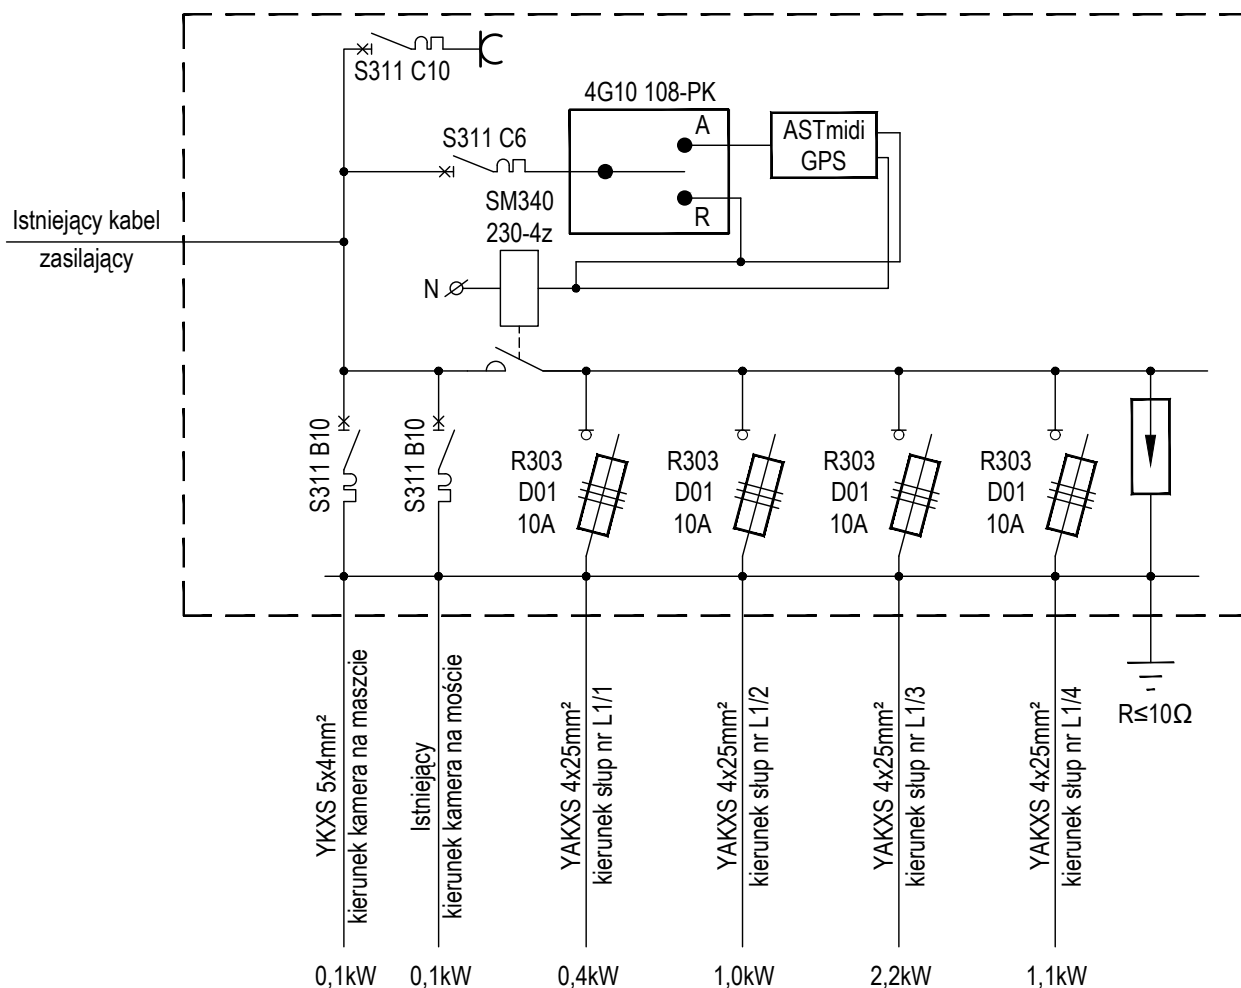 S311 C10
4G10 108-PK
A
ASTmidi
GPS
S311 C6
SM340
230-4z
R
Istniejący kabel
zasilający
N
S311 B10
S311 B10
R303
D01
10A
R303
D01
10A
R303
D01
10A
R303
D01
10A
YKXS 5x4mm²
kierunek kamera na maszcie
Istniejący
kierunek kamera na moście
YAKXS 4x25mm²
kierunek słup nr L1/1
YAKXS 4x25mm²
kierunek słup nr L1/2
YAKXS 4x25mm²
kierunek słup nr L1/3
YAKXS 4x25mm²
kierunek słup nr L1/4
R≤10Ω
0,1kW
0,1kW
0,4kW
1,0kW
2,2kW
1,1kW